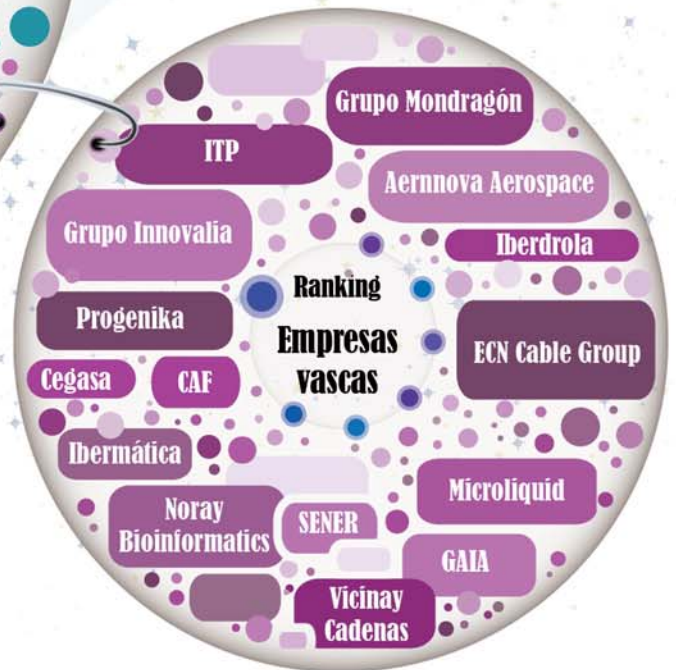 Grupo Mondragón
ITP
Aernnova Aerospace
Grupo Innovalia
Iberdrola
Ranking
Empresas
vascas
Progenika
ECN Cable Group
Cegasa
CAF
Ibermática
Microliquid
Noray
Bioinformatics
SENER
GAIA
Vicinay
Cadenas